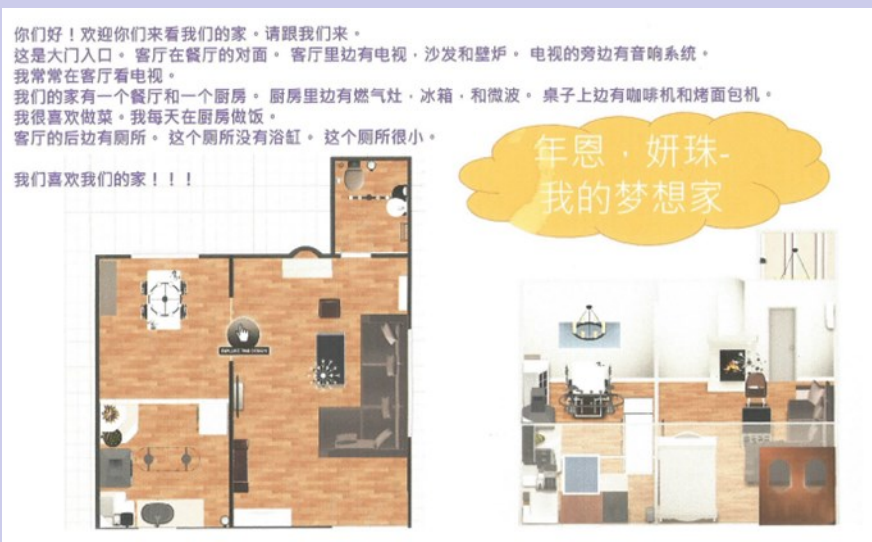 你们好！欢迎你们来看我们的家。请跟我们来。
这是大门入口。 客厅在餐厅的对面。 客厅里边有电视，沙发和壁炉。 电视的旁边有音响系统。
我常常在客厅看电视。
我们的家有一个餐厅和一个厨房。 厨房里边有燃气灶，冰箱，和微波。 桌子上边有咖啡机和烤面包机。
我很喜欢做菜。我每天在厨房做饭。
客厅的后边有厕所。 这个厕所没有浴缸。 这个厕所很小。
我们喜欢我们的家！！！
年恩，妍珠-
我的梦想家